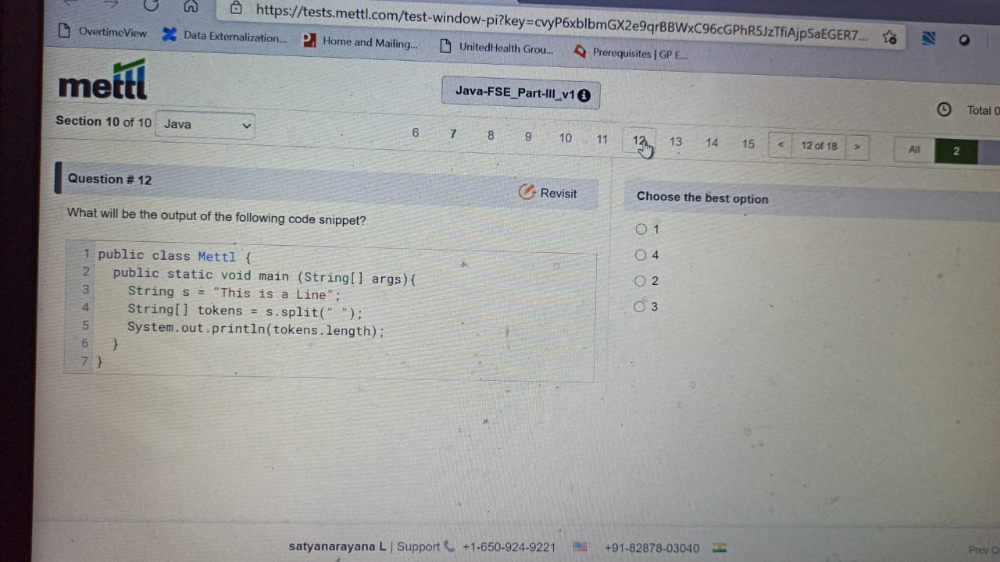 https://tests.mettl.com/test-window-pi?key=cvyP6xblbmGX2e9qrBBWxC96cGPhR5JzTfiAjpSaEGER7...
OvertimeView Data Externalization... Home and Mailing... UnitedHealth Grou... Prerequisites | GP E...
mettl
Java-FSE_Part-III_v1
Total
Section 10 of 10 Java 6 7 8 9 10 11 12 13 14 15 < 12 of 18 > All 2
Question # 12 Revisit
Choose the best option
What will be the output of the following code snippet?
1 public class Mettl {
2 public static void main (String[] args){
3 String s = "This is a Line";
4 String[] tokens = s.split(" ");
5 System.out.println(tokens.length);
6 }
7 }
1
4
2
3
satyanarayana L | Support +1-650-924-9221 +91-82878-03040
Prev